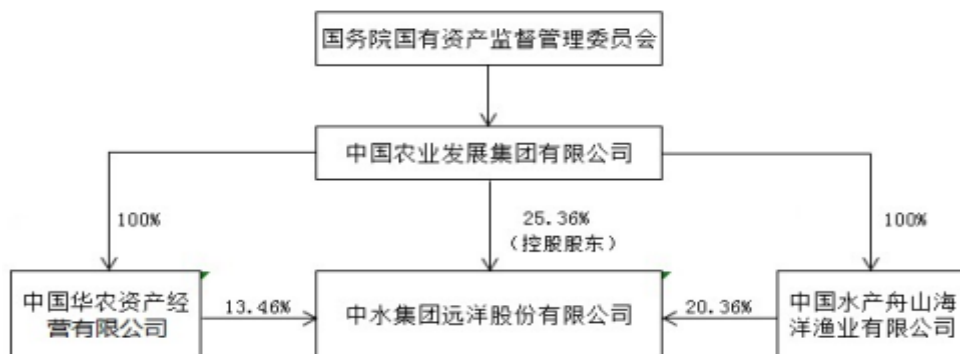 国务院国有资产监督管理委员会
中国农业发展集团有限公司
100%
25.36%
（控股股东）
100%
中国华农资产经
营有限公司
13.46%
中水集团远洋股份有限公司
20.36%
中国水产舟山海
洋渔业有限公司